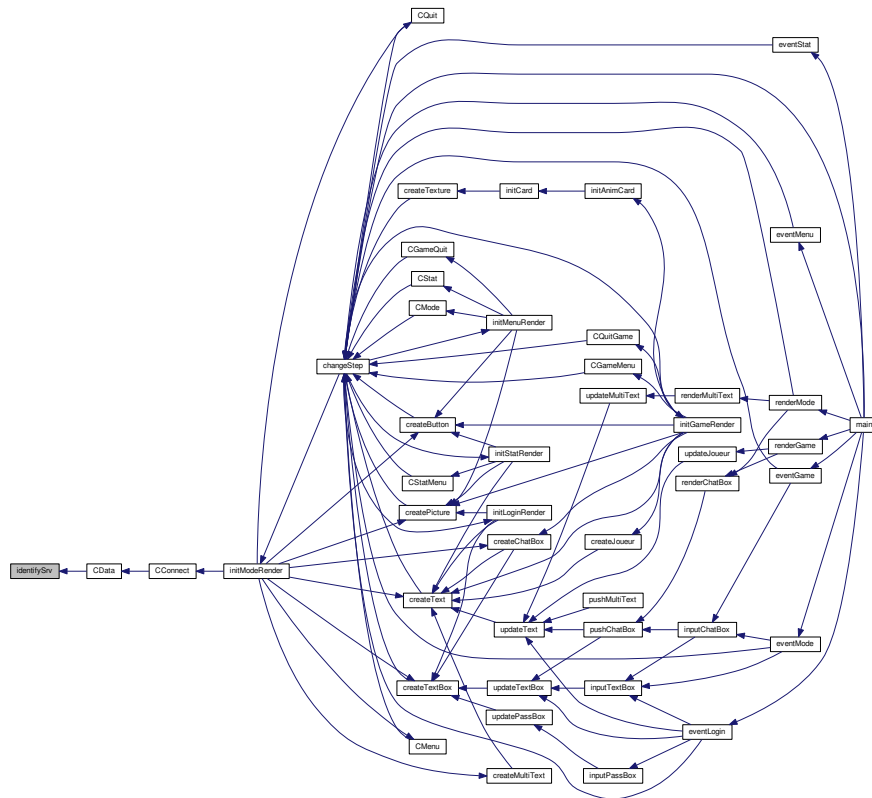 CQuit
eventStat
createTexture
initCard
initAnimCard
eventMenu
CGameQuit
CStat
CMode
initMenuRender
CQuitGame
changeStep
CGameMenu
updateMultiText
renderMultiText
renderMode
createButton
initGameRender
main
initStatRender
updateJoueur
renderGame
CStatMenu
renderChatBox
eventGame
createPicture
initLoginRender
createChatBox
createJoueur
identifySrv
CData
CConnect
initModeRender
createText
pushMultiText
updateText
pushChatBox
inputChatBox
eventMode
createTextBox
updateTextBox
inputTextBox
updatePassBox
eventLogin
CMenu
createMultiText
inputPassBox